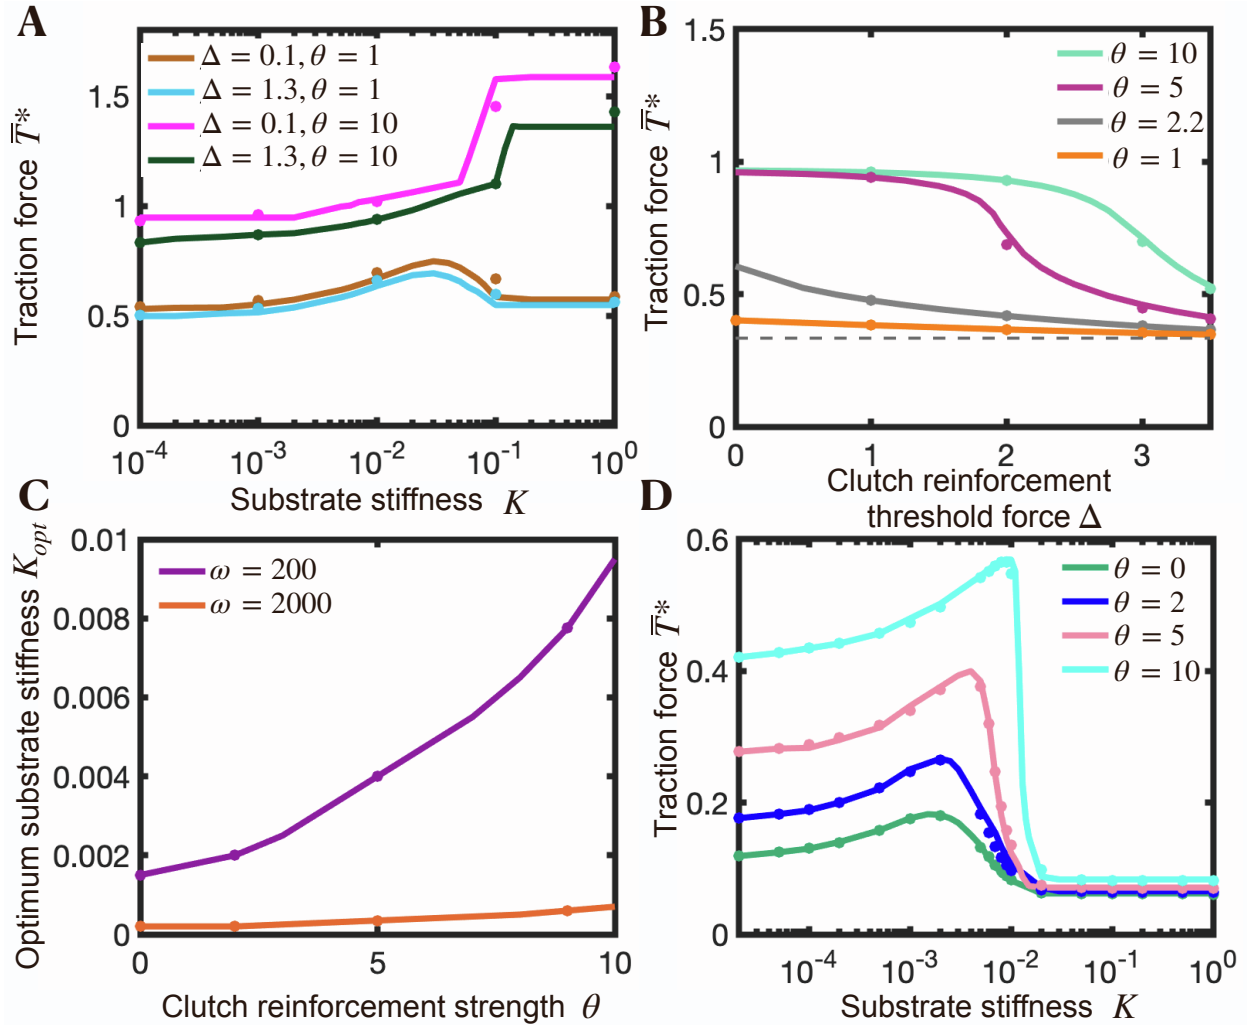 A
Δ = 0.1, θ = 1
Δ = 1.3, θ = 1
Δ = 0.1, θ = 10
Δ = 1.3, θ = 10
Traction force T̿*
1.5
1
0.5
0
10⁻⁴ 10⁻³ 10⁻² 10⁻¹ 10⁰
Substrate stiffness K
B
θ = 10
θ = 5
θ = 2.2
θ = 1
Traction force T̿*
1.5
1
0.5
0
0 1 2 3
Clutch reinforcement
threshold force Δ
C
ω = 200
ω = 2000
Optimum substrate stiffness K_opt
0.01
0.008
0.006
0.004
0.002
0
0 5 10
Clutch reinforcement strength θ
D
θ = 0
θ = 2
θ = 5
θ = 10
Traction force T̿*
0.6
0.4
0.2
0
10⁻⁴ 10⁻³ 10⁻² 10⁻¹ 10⁰
Substrate stiffness K